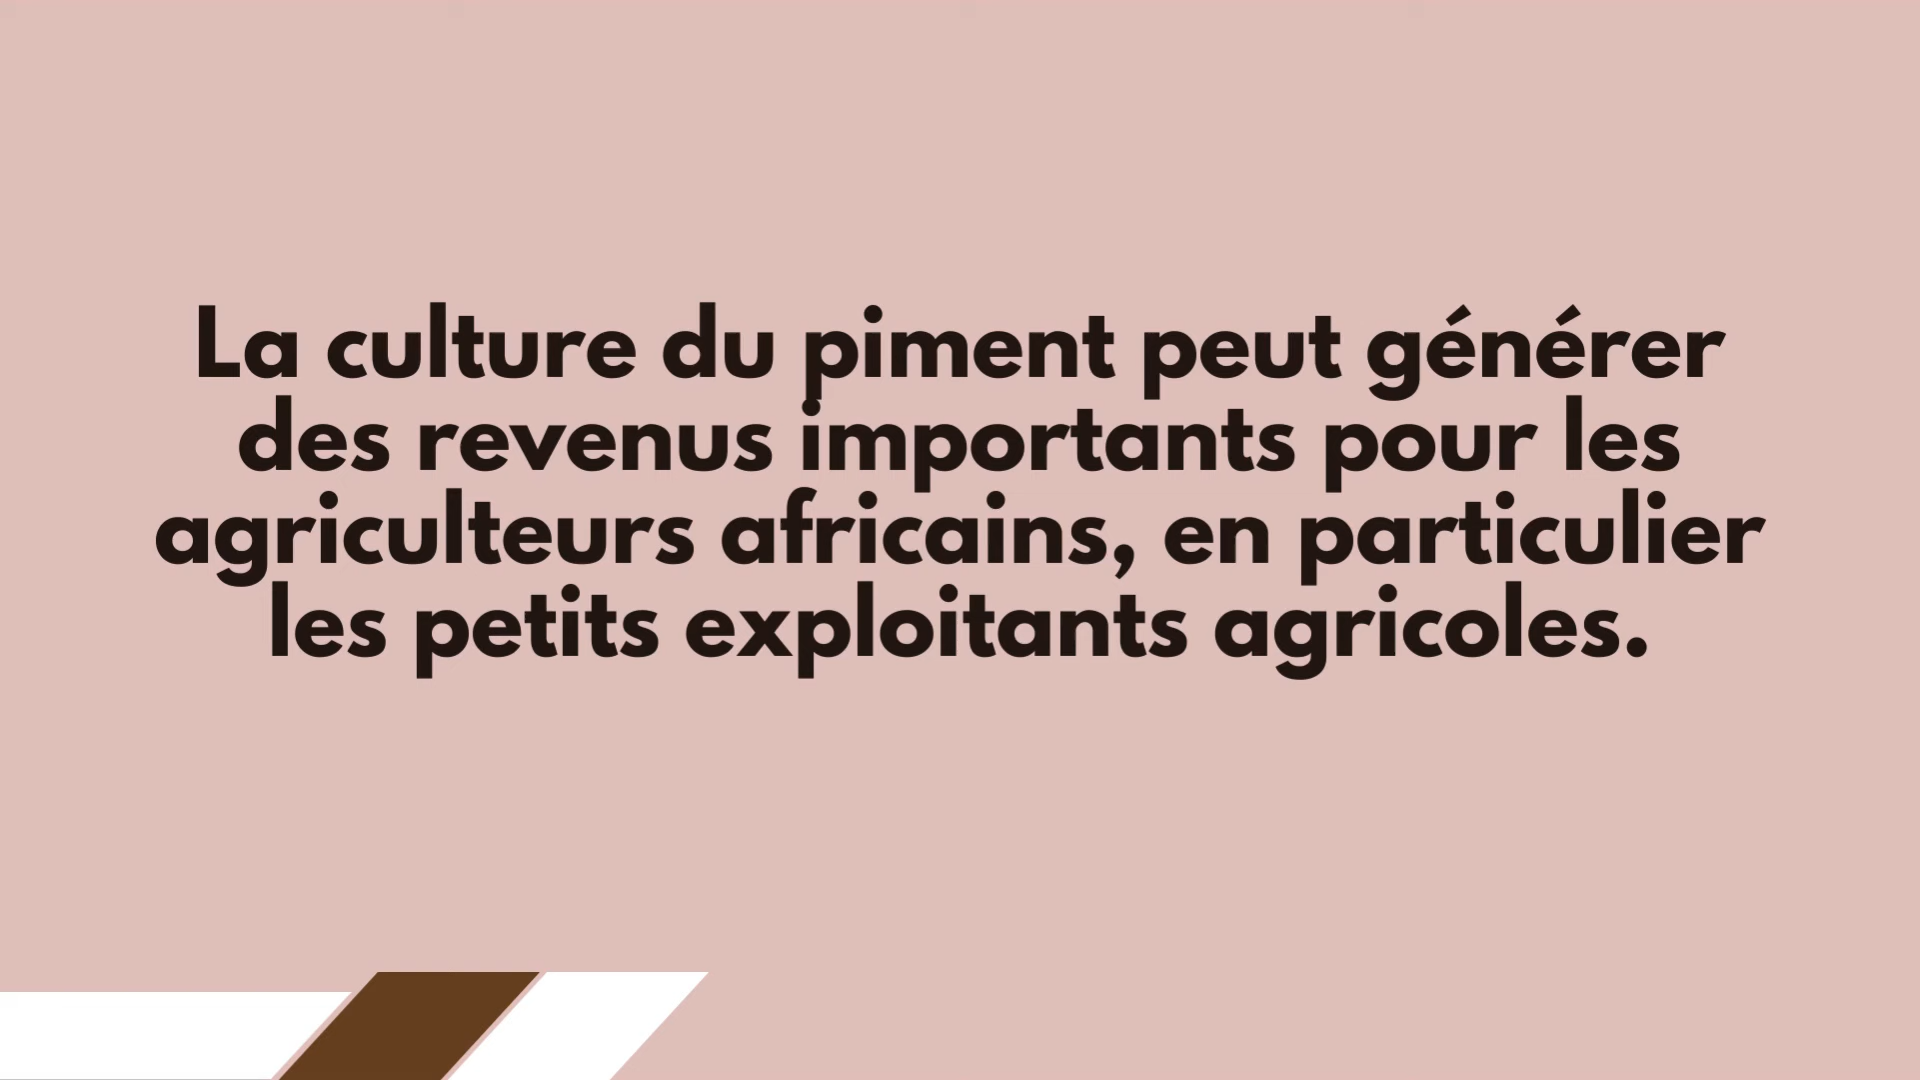 La culture du piment peut générer
des revenus importants pour les
agriculteurs africains, en particulier
les petits exploitants agricoles.